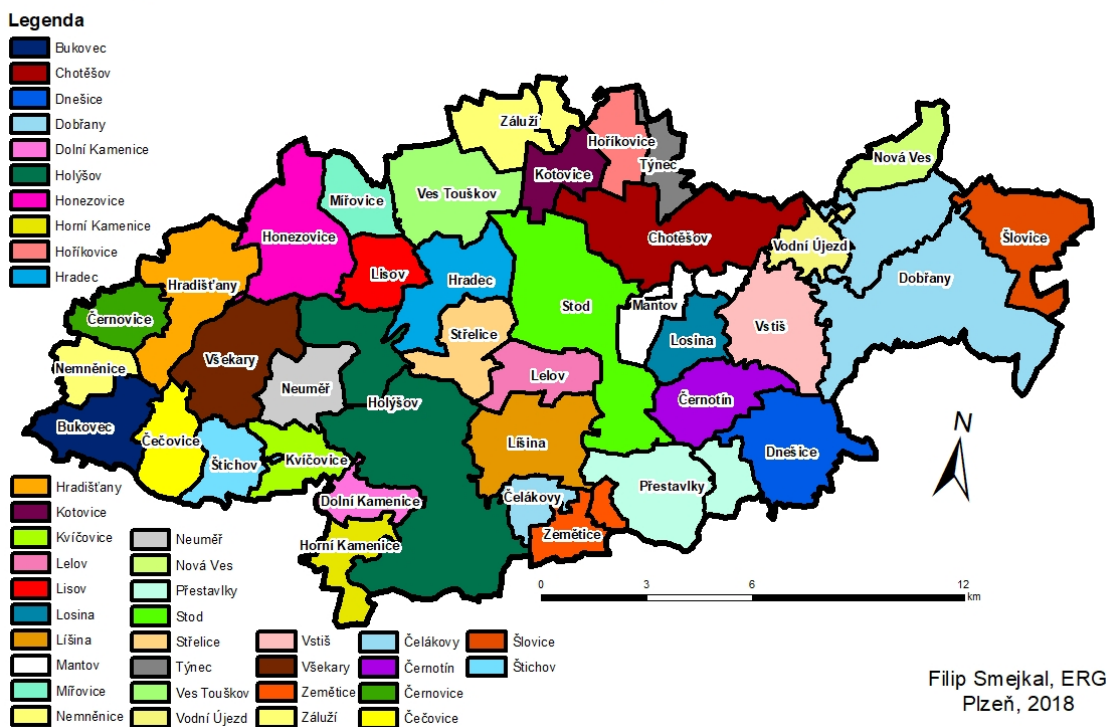 Legenda
Bukovec
Chotěšov
Dnešice
Dobřany
Dolní Kamenice
Holýšov
Honezovice
Horní Kamenice
Hoříkovice
Hradec
Hradišťany
Kotovice
Kvíčovice
Lelov
Lisov
Losina
Líšina
Mantov
Mířovice
Nemněnice
Neuměř
Nová Ves
Přestavlky
Stod
Střelice
Týnec
Ves Touškov
Vodní Újezd
Vstiš
Všekary
Zemětice
Záluží
Čelákovy
Černotín
Černovice
Čečovice
Šlovice
Štichov
Záluží
Hoříkovice
Týnec
Kotovice
Nová Ves
Mířovice
Ves Touškov
Honezovice
Chotěšov
Vodní Újezd
Šlovice
Lisov
Hradec
Dobřany
Hradišťany
Stod
Mantov
Černovice
Střelice
Losina
Vstiš
Všekary
Nemněnice
Neuměř
Lelov
Holýšov
Černotín
Bukovec
Čečovice
Líšina
Dnešice
Štichov
Kvíčovice
Přestavlky
Dolní Kamenice
Čelákovy
Zemětice
Horní Kamenice
N
0 3 6 12
km
Filip Smejkal, ERG
Plzeň, 2018